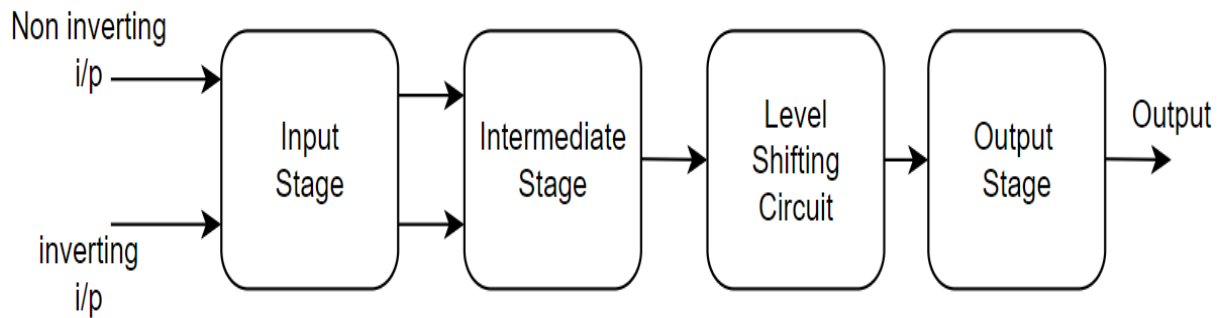 Non inverting
i/p
inverting
i/p
Input
Stage
Intermediate
Stage
Level
Shifting
Circuit
Output
Stage
Output